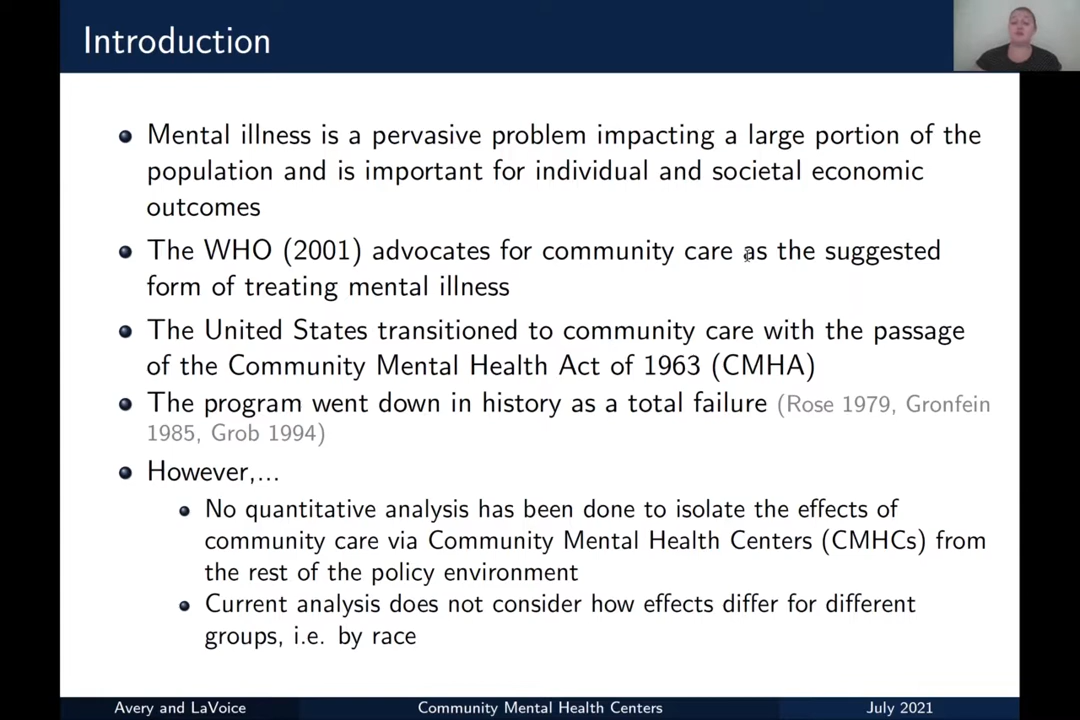 Introduction
Mental illness is a pervasive problem impacting a large portion of the
population and is important for individual and societal economic
outcomes
The WHO (2001) advocates for community care as the suggested
form of treating mental illness
The United States transitioned to community care with the passage
of the Community Mental Health Act of 1963 (CMHA)
The program went down in history as a total failure (Rose 1979, Gronfein
1985, Grob 1994)
However,...
No quantitative analysis has been done to isolate the effects of
community care via Community Mental Health Centers (CMHCs) from
the rest of the policy environment
Current analysis does not consider how effects differ for different
groups, i.e. by race
Avery and LaVoice Community Mental Health Centers July 2021